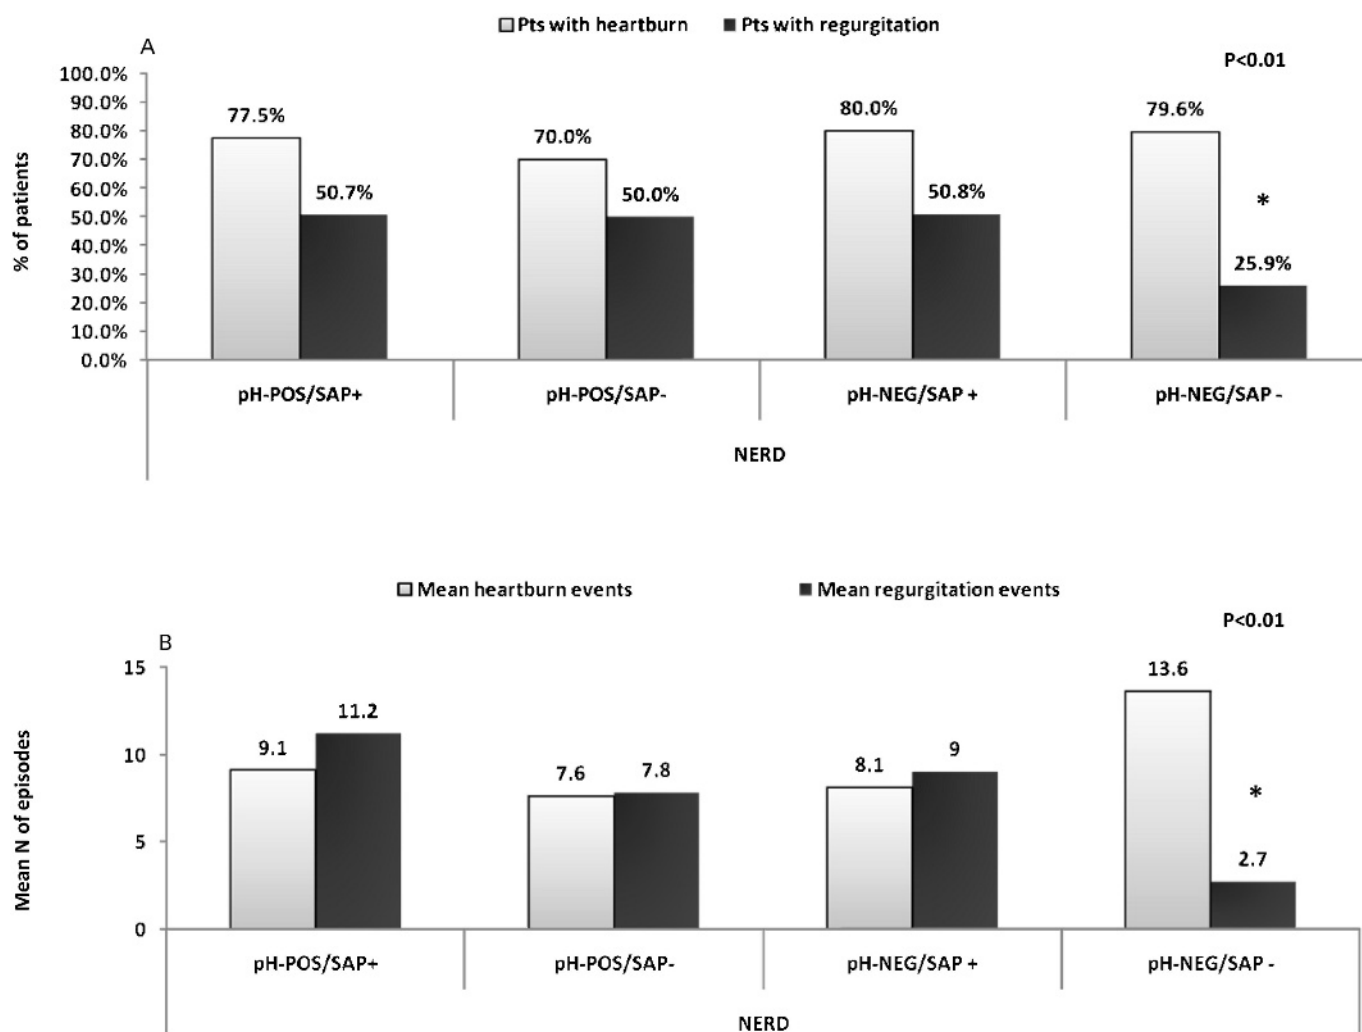 Pts with heartburn Pts with regurgitation
A
P<0.01
100.0%
90.0%
80.0%
70.0%
60.0%
50.0%
40.0%
30.0%
20.0%
10.0%
0.0%
% of patients
77.5% 50.7% 70.0% 50.0% 80.0% 50.8% 79.6% 25.9%
*
pH-POS/SAP+ pH-POS/SAP- pH-NEG/SAP + pH-NEG/SAP -
NERD
Mean heartburn events Mean regurgitation events
B
P<0.01
15
10
5
0
Mean N of episodes
9.1 11.2 7.6 7.8 8.1 9 13.6 2.7
*
pH-POS/SAP+ pH-POS/SAP- pH-NEG/SAP + pH-NEG/SAP -
NERD